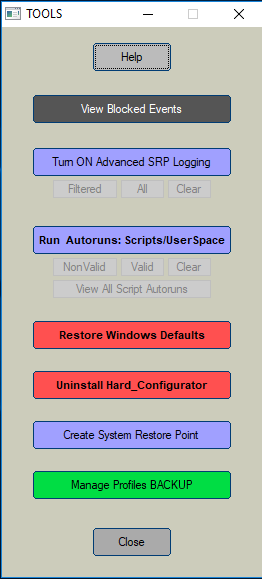 TOOLS
Help
View Blocked Events
Turn ON Advanced SRP Logging
Filtered All Clear
Run Autoruns: Scripts/UserSpace
NonValid Valid Clear
View All Script Autoruns
Restore Windows Defaults
Uninstall Hard_Configurator
Create System Restore Point
Manage Profiles BACKUP
Close